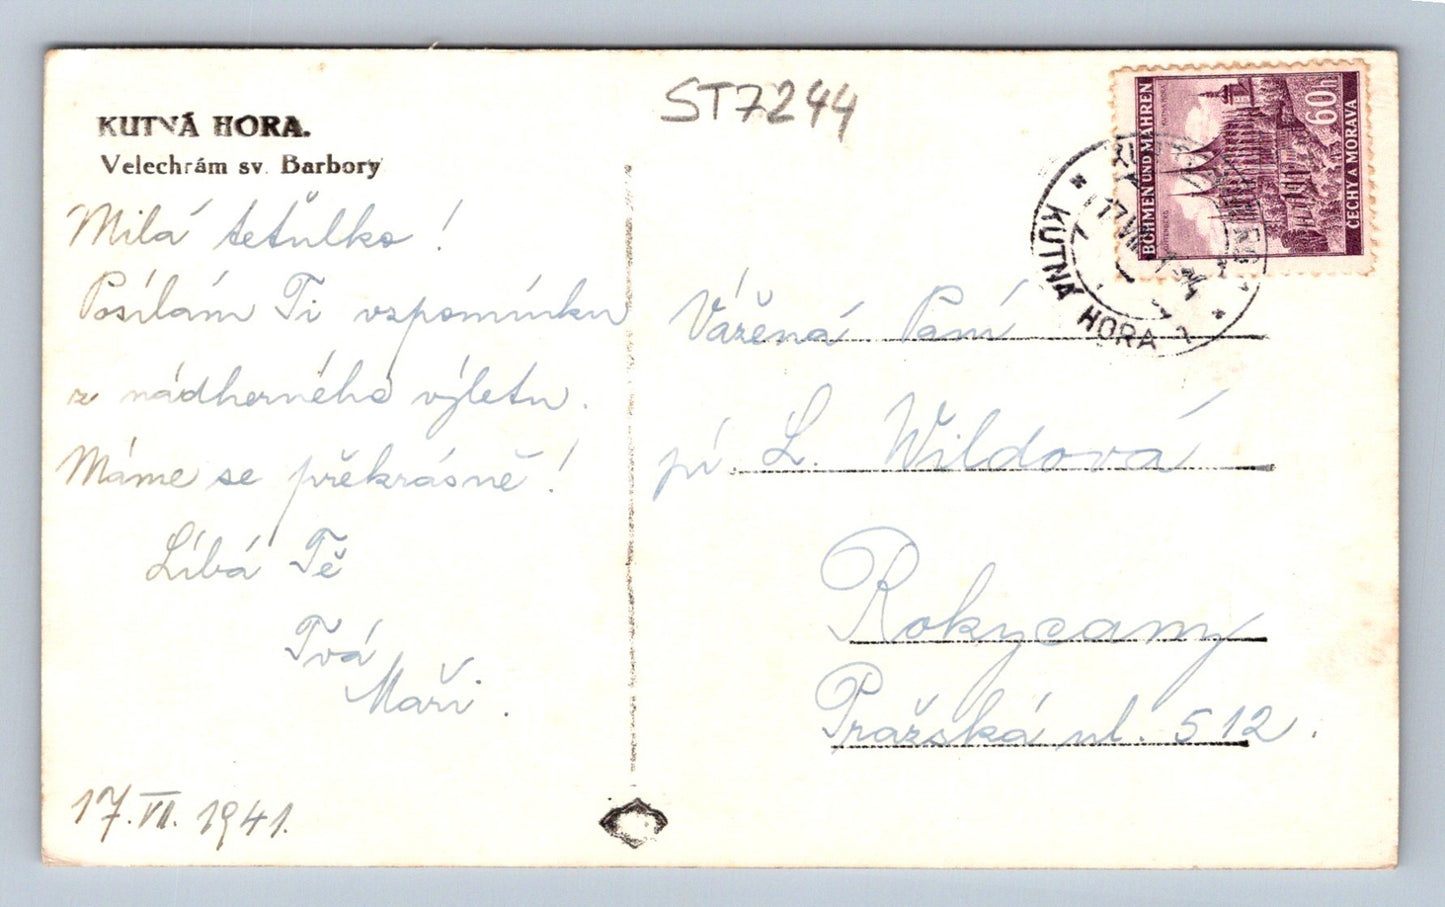 KUTNÁ HORA.
Velechrám sv. Barbory
ST7244
Milá tetulko!
Posílám Ti vzpomínku
z nádherného výletu.
Máme se překrásně!
Líbá Tě
Tvá
Maři.
17.VII.1941.
Vážená Paní
pí L. Wildová
Rokycany
Pražská ul. 512.
BÖHMEN UND MÄHREN
60h
ČECHY A MORAVA
* KUTNÁ HORA 2 *